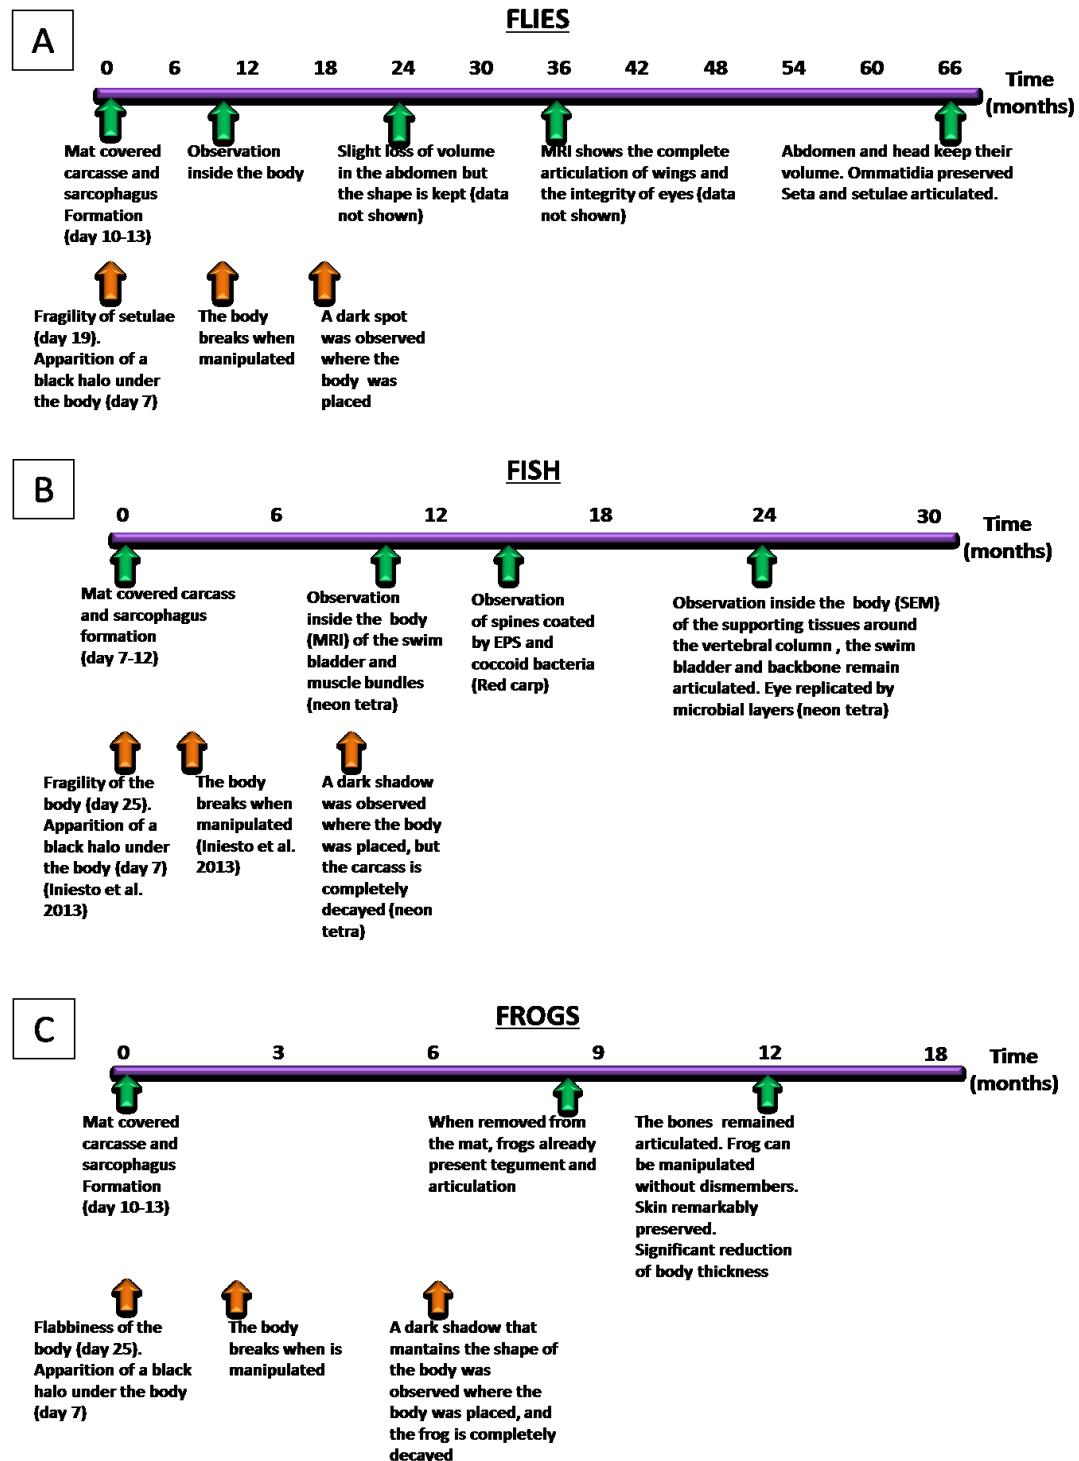 A
FLIES
0 6 12 18 24 30 36 42 48 54 60 66
Time
(months)
Mat covered
carcasse and
sarcophagus
Formation
(day 10-13)
Observation
inside the body
Slight loss of volume
in the abdomen but
the shape is kept (data
not shown)
MRI shows the complete
articulation of wings and
the integrity of eyes (data
not shown)
Abdomen and head keep their
volume. Ommatidia preserved
Seta and setulae articulated.
Fragility of setulae
(day 19).
Apparition of a
black halo under
the body (day 7)
The body
breaks when
manipulated
A dark spot
was observed
where the
body was
placed
B
FISH
0 6 12 18 24 30
Time
(months)
Mat covered carcass
and sarcophagus
formation
(day 7-12)
Observation
inside the body
(MRI) of the swim
bladder and
muscle bundles
(neon tetra)
Observation
of spines coated
by EPS and
coccoid bacteria
(Red carp)
Observation inside the body (SEM)
of the supporting tissues around
the vertebral column , the swim
bladder and backbone remain
articulated. Eye replicated by
microbial layers (neon tetra)
Fragility of the
body (day 25).
Apparition of a
black halo under
the body (day 7)
(Iniesto et al.
2013)
The body
breaks when
manipulated
(Iniesto et al.
2013)
A dark shadow
was observed
where the body
was placed, but
the carcass is
completely
decayed (neon
tetra)
C
FROGS
0 3 6 9 12 18
Time
(months)
Mat covered
carcasse and
sarcophagus
Formation
(day 10-13)
When removed from
the mat, frogs already
present tegument and
articulation
The bones remained
articulated. Frog can
be manipulated
without dismembers.
Skin remarkably
preserved.
Significant reduction
of body thickness
Flabbiness of the
body (day 25).
Apparition of a black
halo under the body
(day 7)
The body
breaks when is
manipulated
A dark shadow that
mantains the shape of
the body was
observed where the
body was placed, and
the frog is completely
decayed